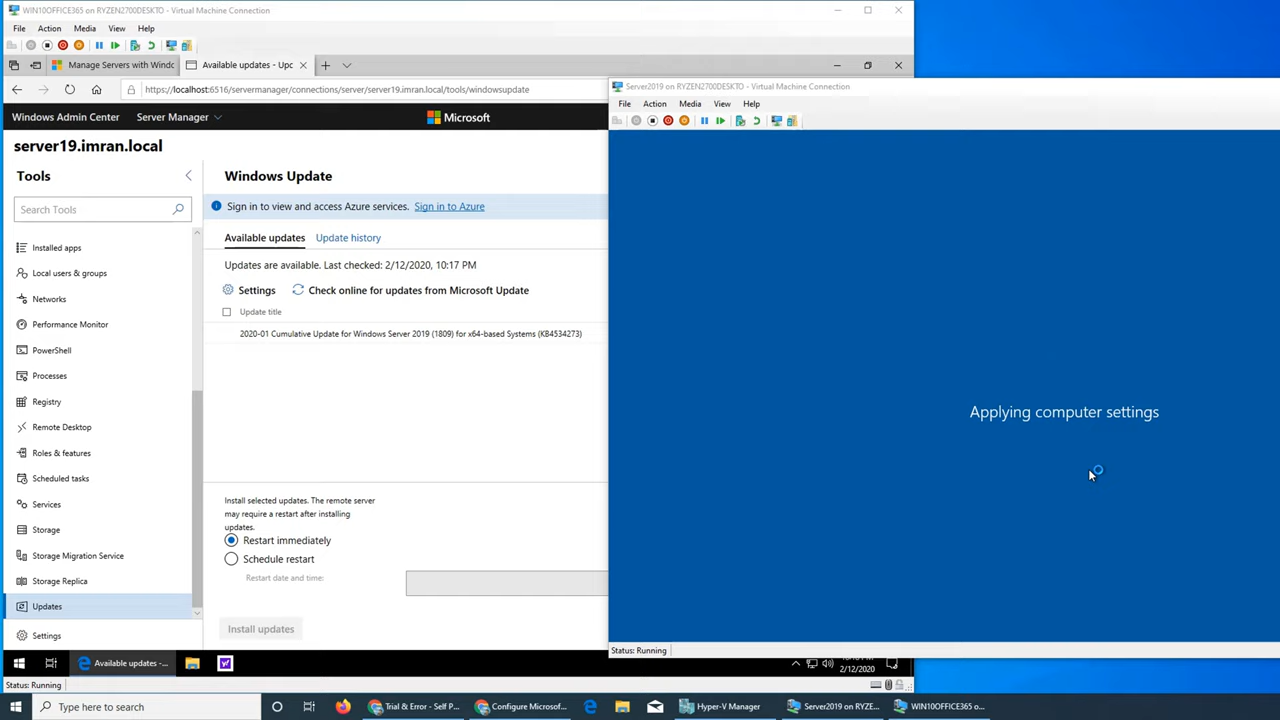 WIN10OFFICE365 on RYZEN2700DESKTO - Virtual Machine Connection
File Action Media View Help
Manage Servers with Windo
Available updates - Upd
https://localhost:6516/servermanager/connections/server/server19.imran.local/tools/windowsupdate
Windows Admin Center
Server Manager
Microsoft
server19.imran.local
Tools
Search Tools
Installed apps
Local users & groups
Networks
Performance Monitor
PowerShell
Processes
Registry
Remote Desktop
Roles & features
Scheduled tasks
Services
Storage
Storage Migration Service
Storage Replica
Updates
Settings
Windows Update
Sign in to view and access Azure services. Sign in to Azure
Available updates
Update history
Updates are available. Last checked: 2/12/2020, 10:17 PM
Settings
Check online for updates from Microsoft Update
Update title
2020-01 Cumulative Update for Windows Server 2019 (1809) for x64-based Systems (KB4534273)
Install selected updates. The remote server
may require a restart after installing
updates.
Restart immediately
Schedule restart
Restart date and time:
Install updates
Available updates -...
2/12/2020
Status: Running
Server2019 on RYZEN2700DESKTO - Virtual Machine Connection
File Action Media View Help
Applying computer settings
Status: Running
Type here to search
Trial & Error - Self P...
Configure Microsof...
Hyper-V Manager
Server2019 on RYZE...
WIN10OFFICE365 o...